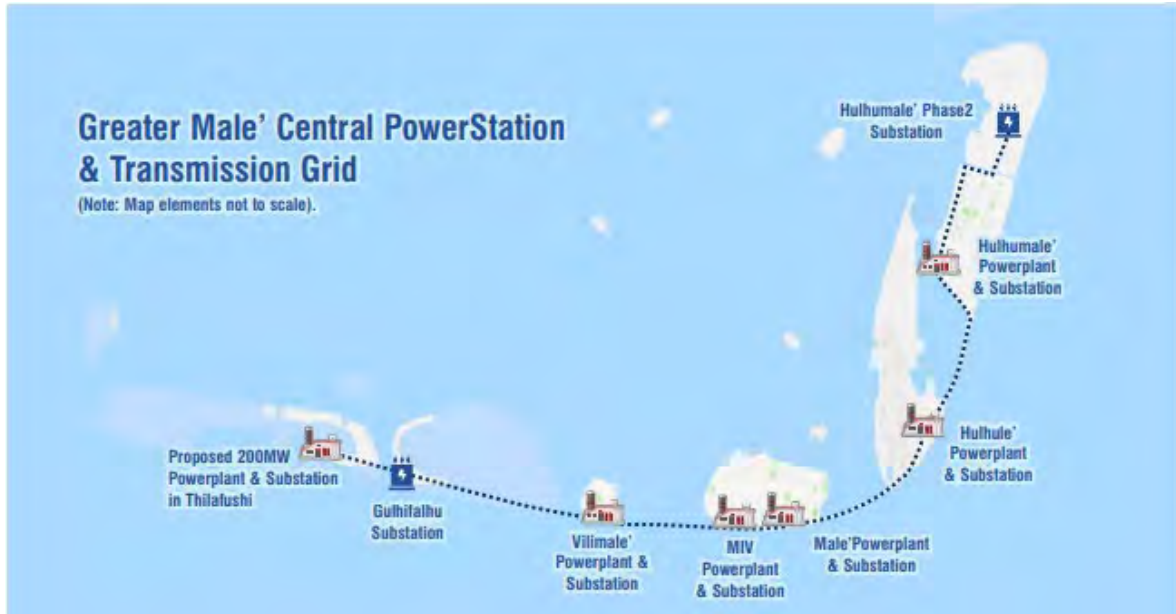 Greater Male' Central PowerStation
& Transmission Grid
(Note: Map elements not to scale).
Hulhumale' Phase2
Substation
Hulhumale'
Powerplant
& Substation
Hulhule'
Powerplant
& Substation
Proposed 200MW
Powerplant & Substation
in Thilafushi
Gulhifalhu
Substation
Vilimale'
Powerplant &
Substation
MIV
Powerplant
& Substation
Male'Powerplant
& Substation